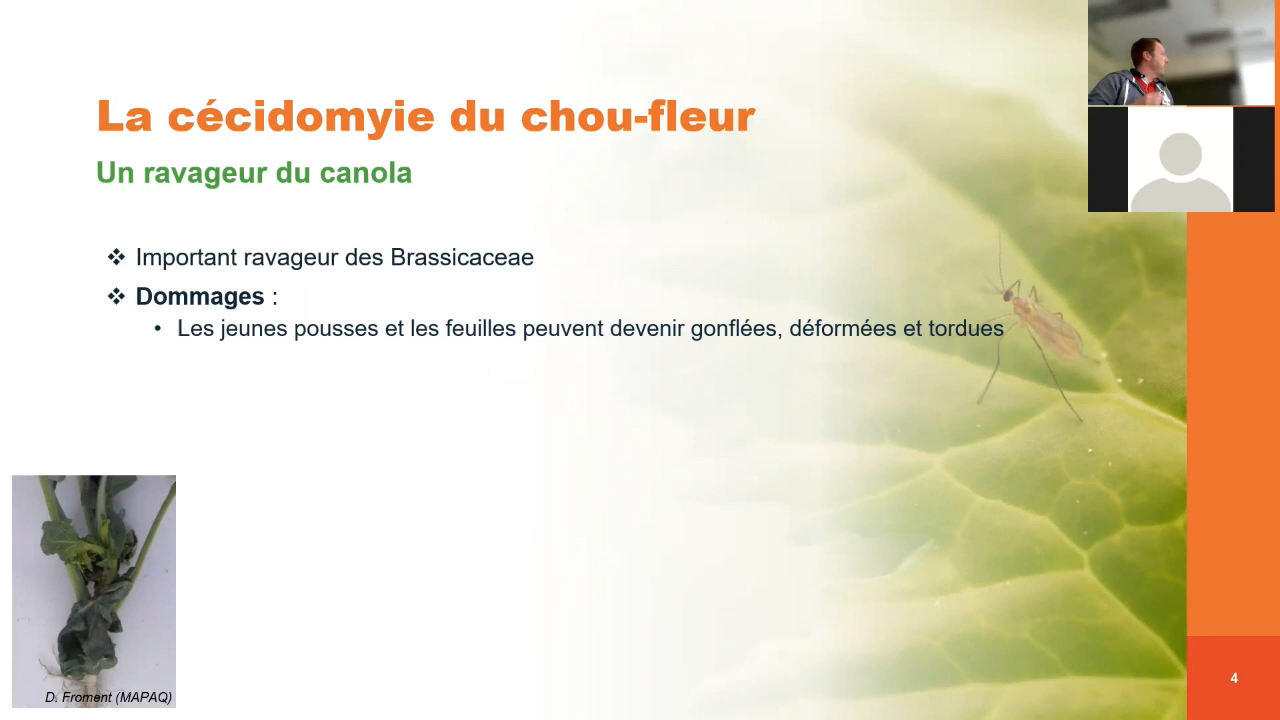 La cécidomyie du chou-fleur
Un ravageur du canola
❖ Important ravageur des Brassicaceae
❖ Dommages :
• Les jeunes pousses et les feuilles peuvent devenir gonflées, déformées et tordues
D. Froment (MAPAQ)
4